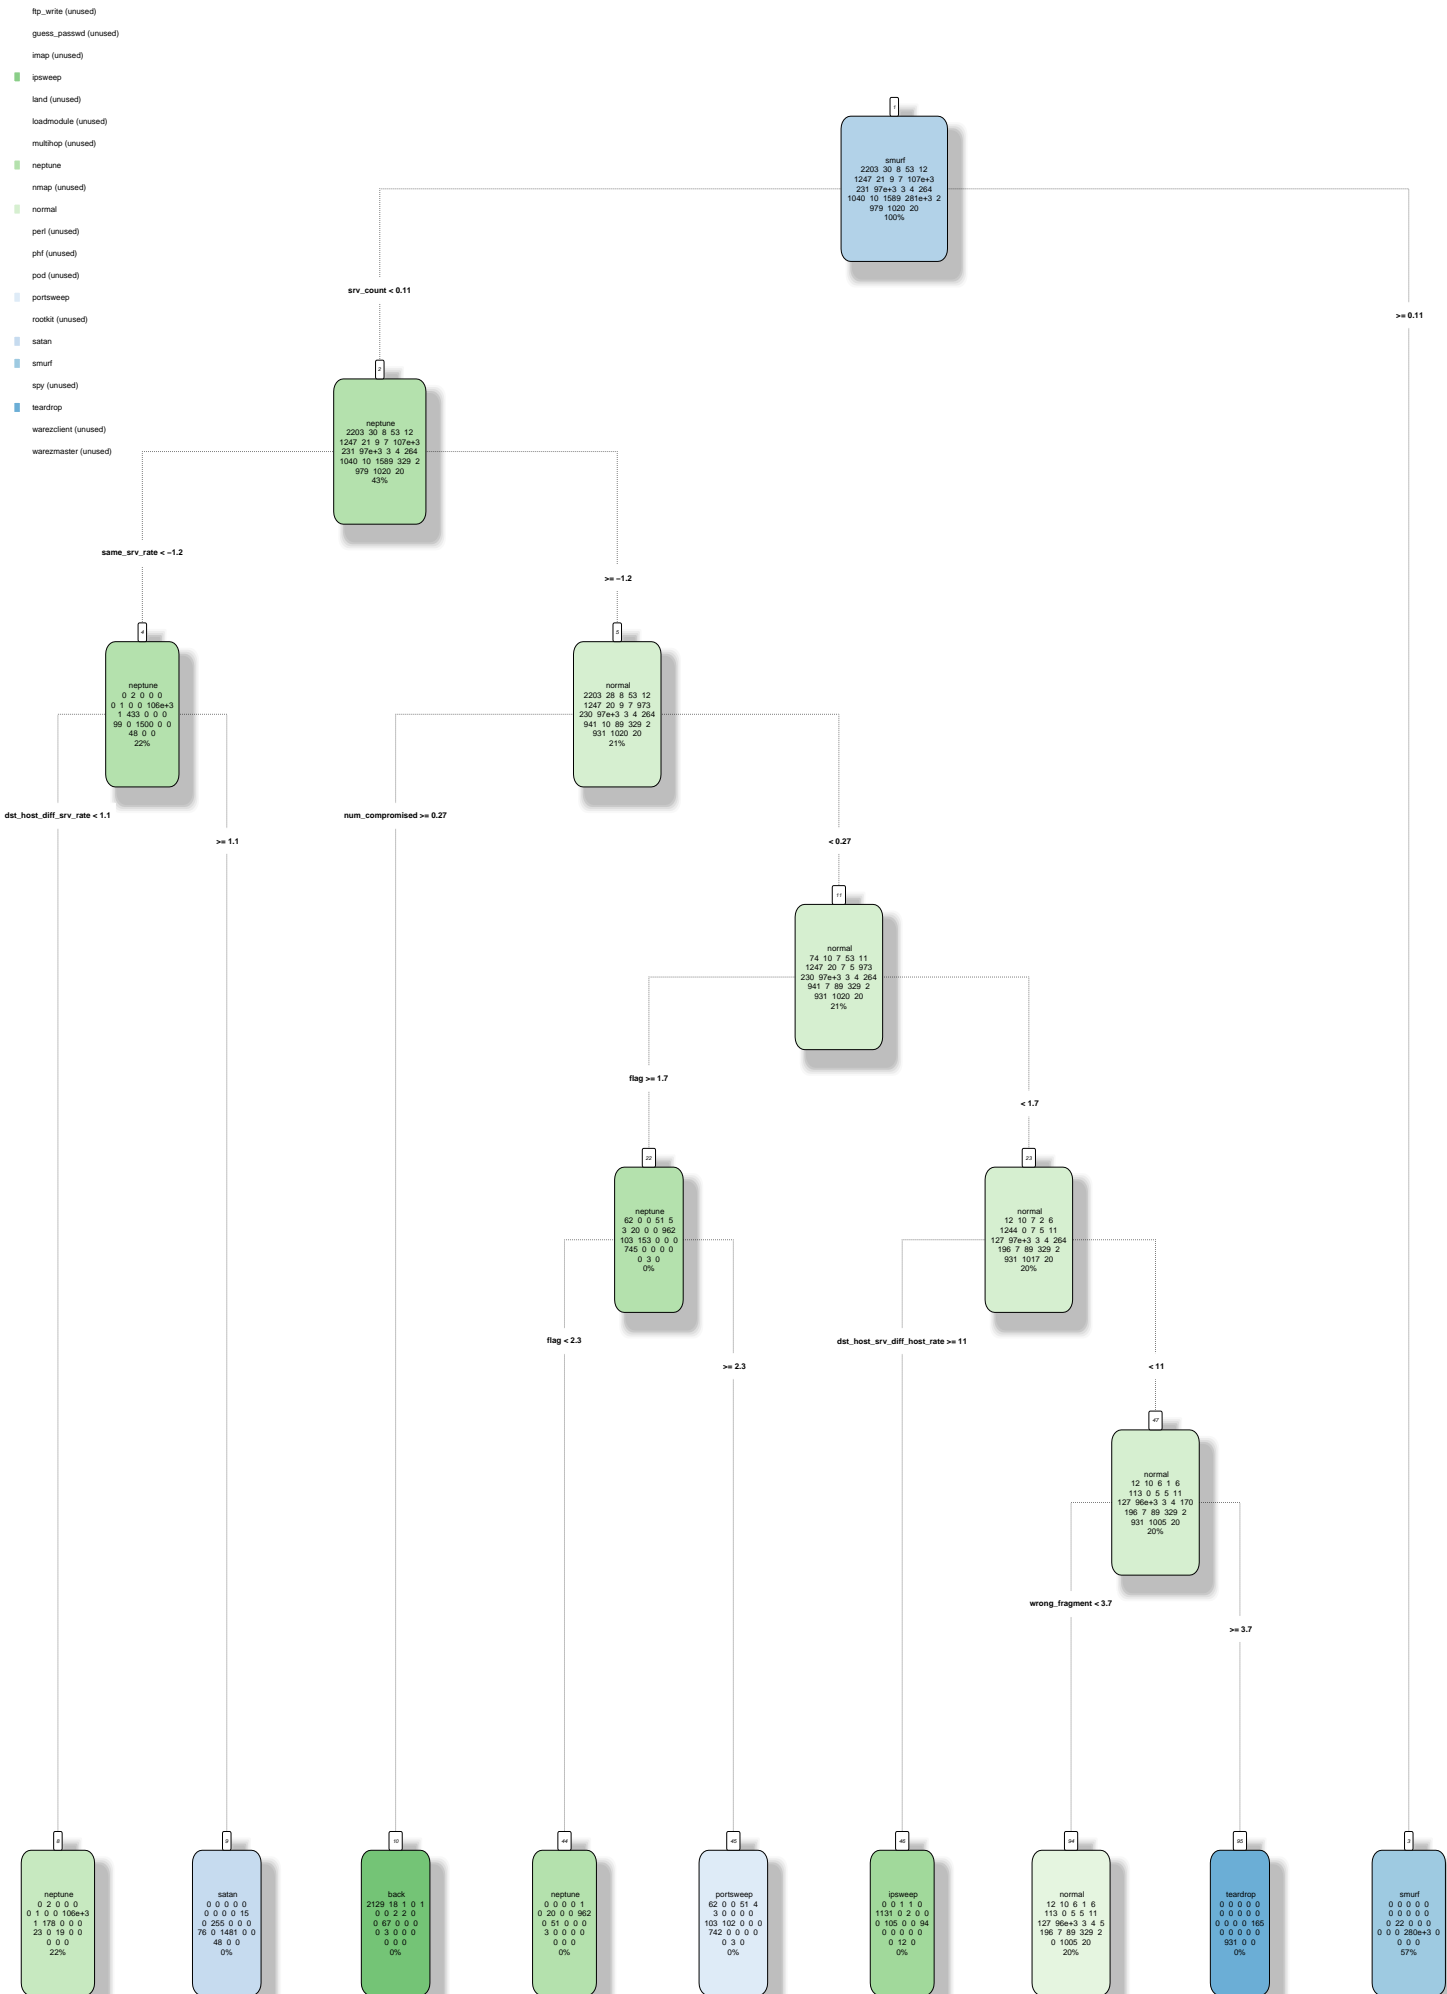 ftp_write (unused)
guess_passwd (unused)
imap (unused)
ipsweep
land (unused)
loadmodule (unused)
multihop (unused)
neptune
nmap (unused)
normal
perl (unused)
phf (unused)
pod (unused)
portsweep
rootkit (unused)
satan
smurf
spy (unused)
teardrop
warezclient (unused)
warezmaster (unused)
1
smurf
2203 30 8 53 12
1247 21 9 7 107e+3
231 97e+3 3 4 264
1040 10 1589 281e+3 2
979 1020 20
100%
srv_count < 0.11
>= 0.11
2
neptune
2203 30 8 53 12
1247 21 9 7 107e+3
231 97e+3 3 4 264
1040 10 1589 329 2
979 1020 20
43%
same_srv_rate < −1.2
>= −1.2
4
neptune
0 2 0 0 0
0 1 0 0 106e+3
1 433 0 0 0
99 0 1500 0 0
48 0 0
22%
5
normal
2203 28 8 53 12
1247 20 9 7 973
230 97e+3 3 4 264
941 10 89 329 2
931 1020 20
21%
dst_host_diff_srv_rate < 1.1
>= 1.1
num_compromised >= 0.27
< 0.27
11
normal
74 10 7 53 11
1247 20 7 5 973
230 97e+3 3 4 264
941 7 89 329 2
931 1020 20
21%
flag >= 1.7
< 1.7
22
neptune
62 0 0 51 5
3 20 0 0 962
103 153 0 0 0
745 0 0 0 0
0 3 0
0%
23
normal
12 10 7 2 6
1244 0 7 5 11
127 97e+3 3 4 264
196 7 89 329 2
931 1017 20
20%
flag < 2.3
>= 2.3
dst_host_srv_diff_host_rate >= 11
< 11
47
normal
12 10 6 1 6
113 0 5 5 11
127 96e+3 3 4 170
196 7 89 329 2
931 1005 20
20%
wrong_fragment < 3.7
>= 3.7
8
neptune
0 2 0 0 0
0 1 0 0 106e+3
1 178 0 0 0
23 0 19 0 0
0 0 0
22%
9
satan
0 0 0 0 0
0 0 0 0 15
0 255 0 0 0
76 0 1481 0 0
48 0 0
0%
10
back
2129 18 1 0 1
0 0 2 2 0
0 67 0 0 0
0 3 0 0 0
0 0 0
0%
44
neptune
0 0 0 0 1
0 20 0 0 962
0 51 0 0 0
3 0 0 0 0
0 0 0
0%
45
portsweep
62 0 0 51 4
3 0 0 0 0
103 102 0 0 0
742 0 0 0 0
0 3 0
0%
46
ipsweep
0 0 1 1 0
1131 0 2 0 0
0 105 0 0 94
0 0 0 0 0
0 12 0
0%
94
normal
12 10 6 1 6
113 0 5 5 11
127 96e+3 3 4 5
196 7 89 329 2
0 1005 20
20%
95
teardrop
0 0 0 0 0
0 0 0 0 0
0 0 0 0 165
0 0 0 0 0
931 0 0
0%
3
smurf
0 0 0 0 0
0 0 0 0 0
0 22 0 0 0
0 0 0 280e+3 0
0 0 0
57%